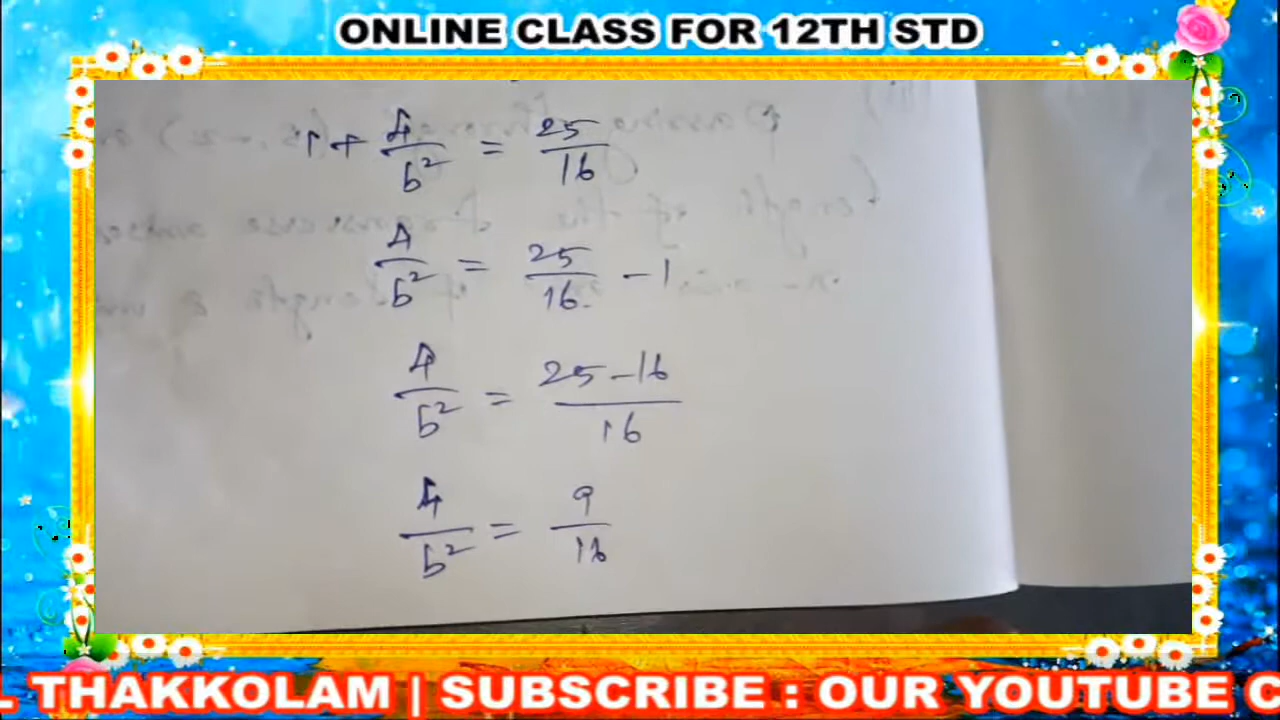 ONLINE CLASS FOR 12TH STD
1 + 4/b² = 25/16
4/b² = 25/16 - 1
4/b² = 25-16/16
4/b² = 9/16
L THAKKOLAM | SUBSCRIBE : OUR YOUTUBE C